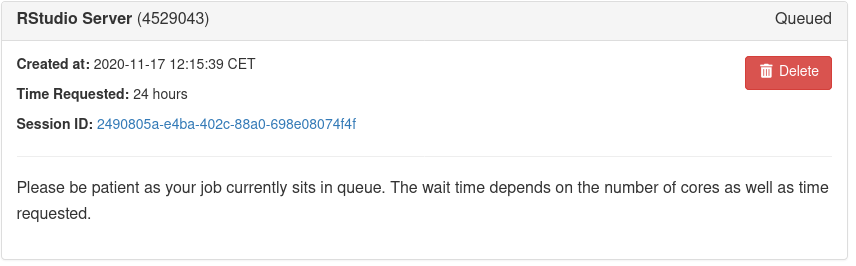 RStudio Server (4529043) Queued
Created at: 2020-11-17 12:15:39 CET
Delete
Time Requested: 24 hours
Session ID: 2490805a-e4ba-402c-88a0-698e08074f4f
Please be patient as your job currently sits in queue. The wait time depends on the number of cores as well as time
requested.